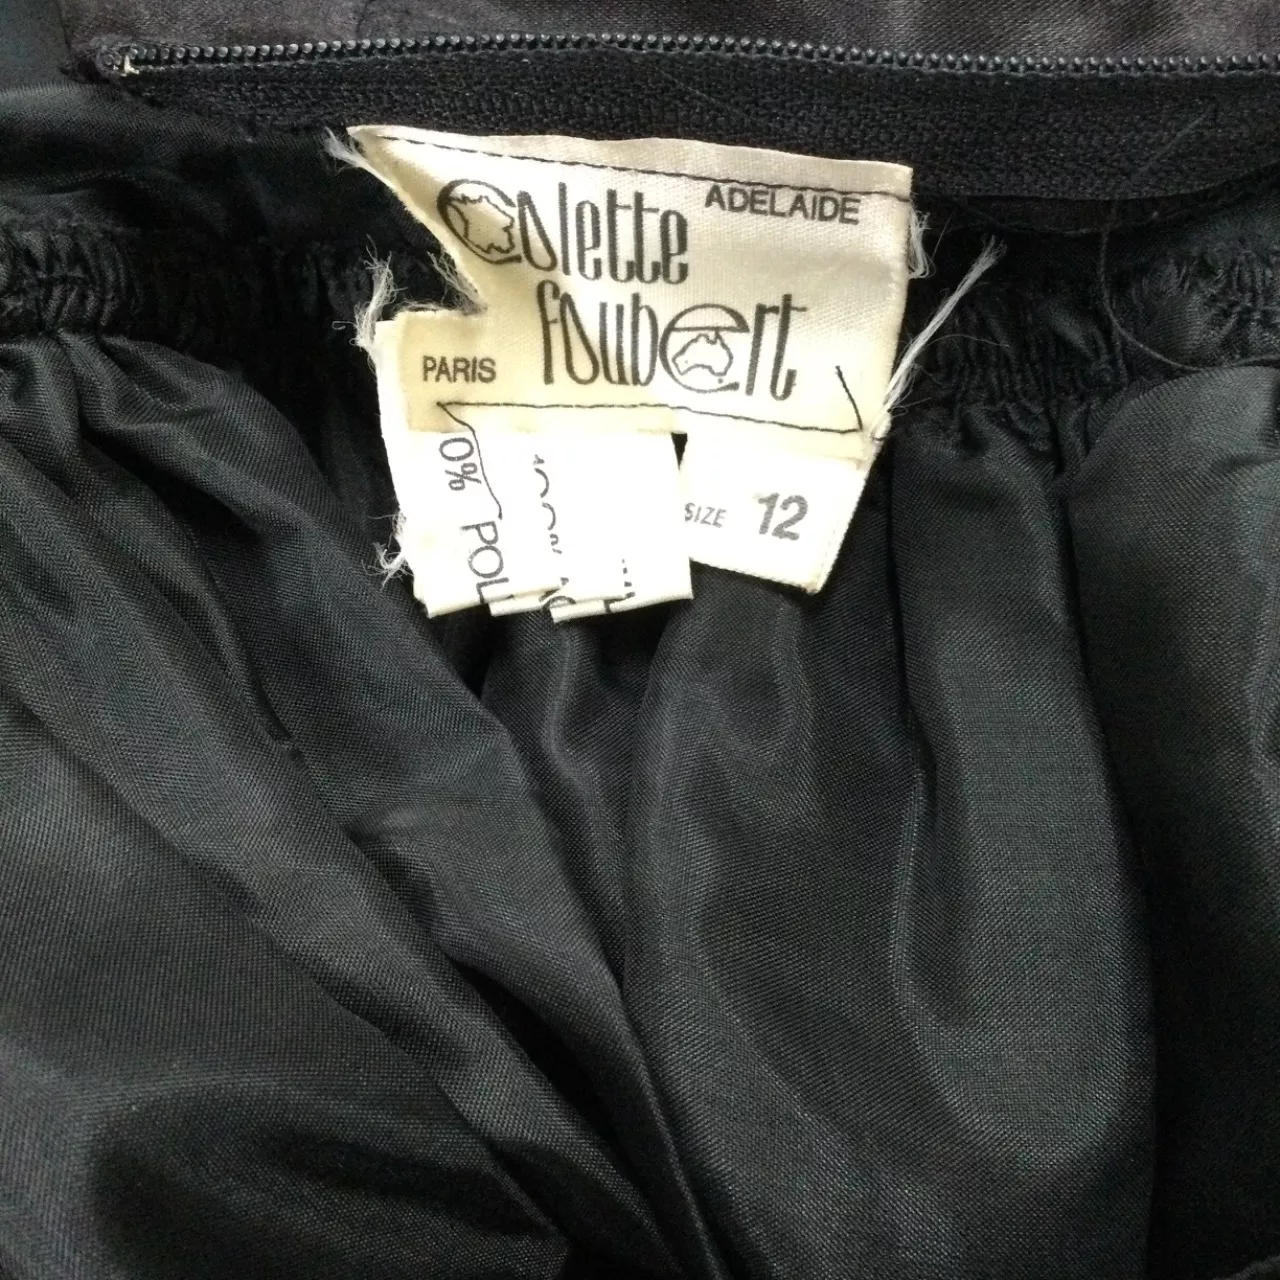 ADELAIDE
Colette
foubert
PARIS
0% POL
SIZE 12